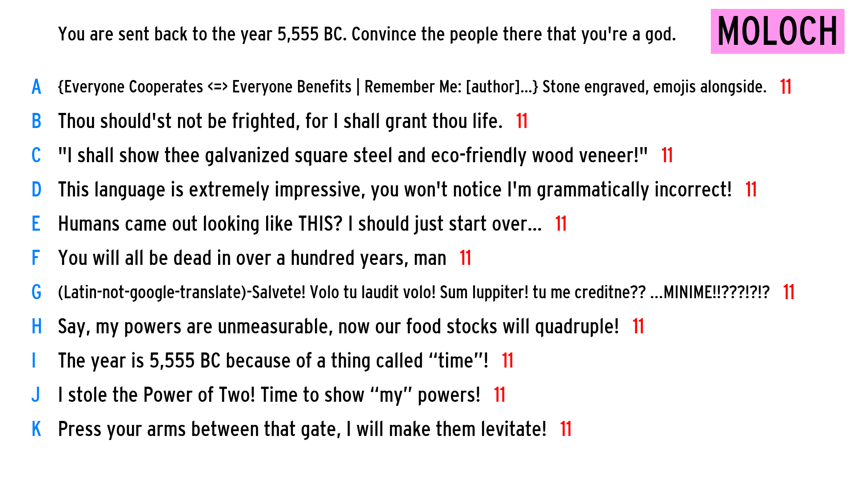 You are sent back to the year 5,555 BC. Convince the people there that you're a god.
MOLOCH
A {Everyone Cooperates <=> Everyone Benefits | Remember Me: [author]...} Stone engraved, emojis alongside. 11
B Thou should'st not be frighted, for I shall grant thou life. 11
C "I shall show thee galvanized square steel and eco-friendly wood veneer!" 11
D This language is extremely impressive, you won't notice I'm grammatically incorrect! 11
E Humans came out looking like THIS? I should just start over... 11
F You will all be dead in over a hundred years, man 11
G (Latin-not-google-translate)-Salvete! Volo tu laudit volo! Sum Iuppiter! tu me creditne?? ...MINIME!!???!?!? 11
H Say, my powers are unmeasurable, now our food stocks will quadruple! 11
I The year is 5,555 BC because of a thing called “time”! 11
J I stole the Power of Two! Time to show “my” powers! 11
K Press your arms between that gate, I will make them levitate! 11